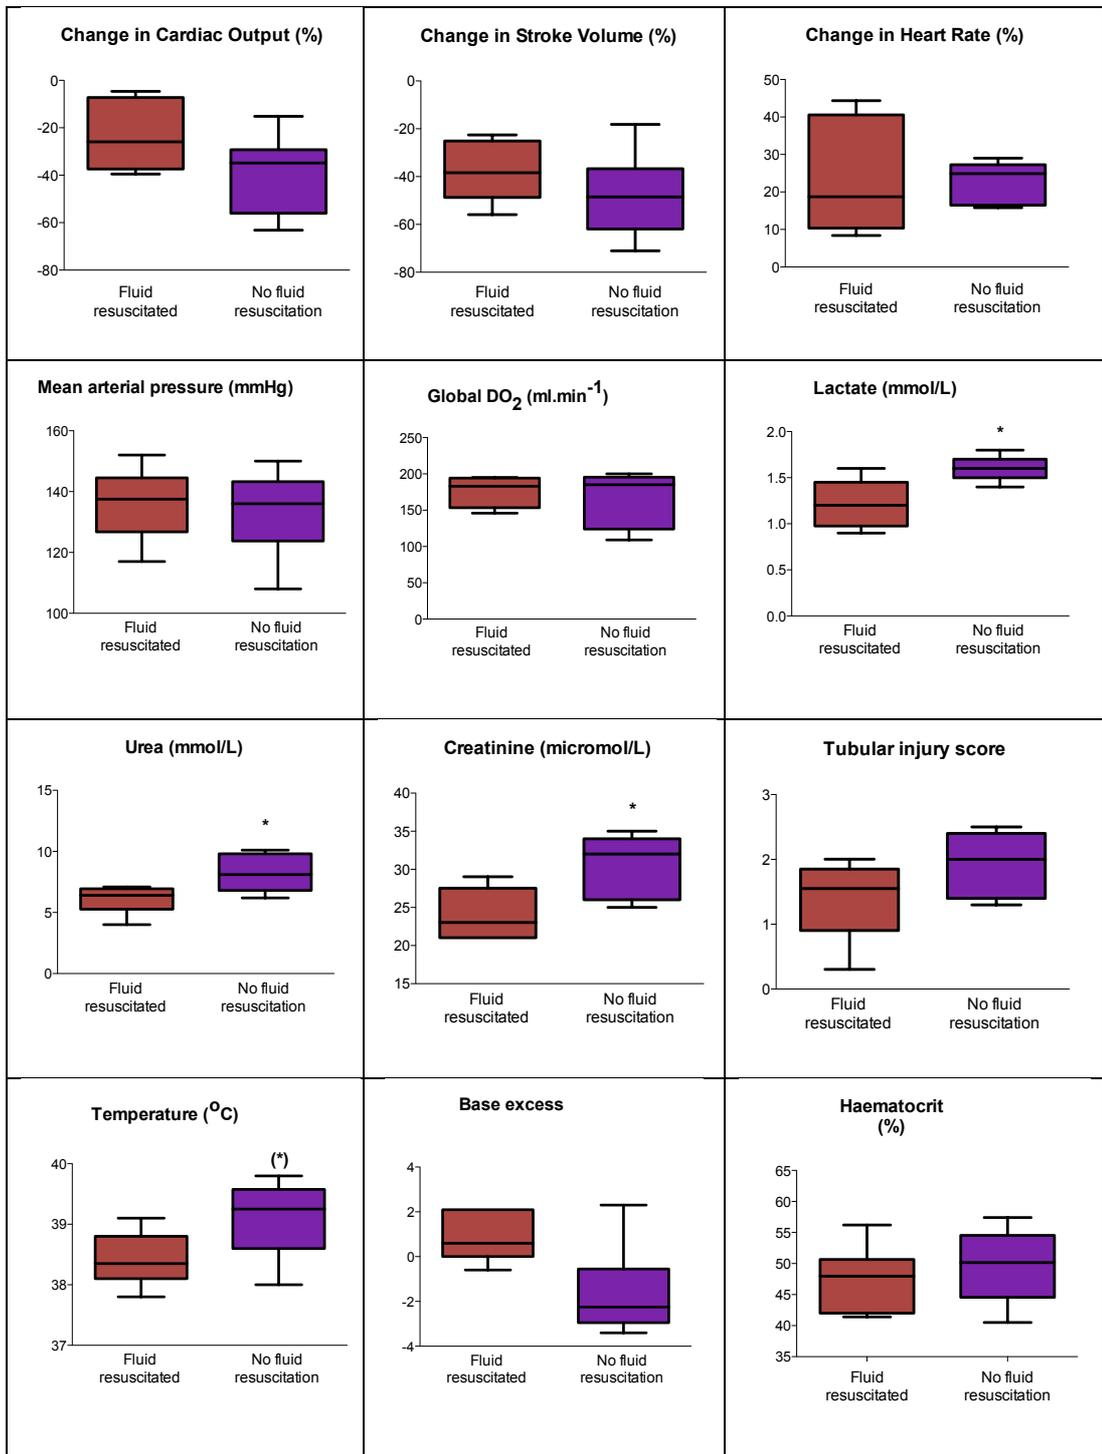 Change in Cardiac Output (%)
0
-20
-40
-60
-80
Fluid
resuscitated
No fluid
resuscitation
Change in Stroke Volume (%)
0
-20
-40
-60
-80
Fluid
resuscitated
No fluid
resuscitation
Change in Heart Rate (%)
50
40
30
20
10
0
Fluid
resuscitated
No fluid
resuscitation
Mean arterial pressure (mmHg)
160
140
120
100
Fluid
resuscitated
No fluid
resuscitation
Global DO2 (ml.min-1)
250
200
150
100
50
0
Fluid
resuscitated
No fluid
resuscitation
Lactate (mmol/L)
*
2.0
1.5
1.0
0.5
0.0
Fluid
resuscitated
No fluid
resuscitation
Urea (mmol/L)
15
*
10
5
0
Fluid
resuscitated
No fluid
resuscitation
Creatinine (micromol/L)
40
*
35
30
25
20
15
Fluid
resuscitated
No fluid
resuscitation
Tubular injury score
3
2
1
0
Fluid
resuscitated
No fluid
resuscitation
Temperature (oC)
(*)
40
39
38
37
Fluid
resuscitated
No fluid
resuscitation
Base excess
4
2
0
-2
-4
Fluid
resuscitated
No fluid
resuscitation
Haematocrit
(%)
65
60
55
50
45
40
35
Fluid
resuscitated
No fluid
resuscitation